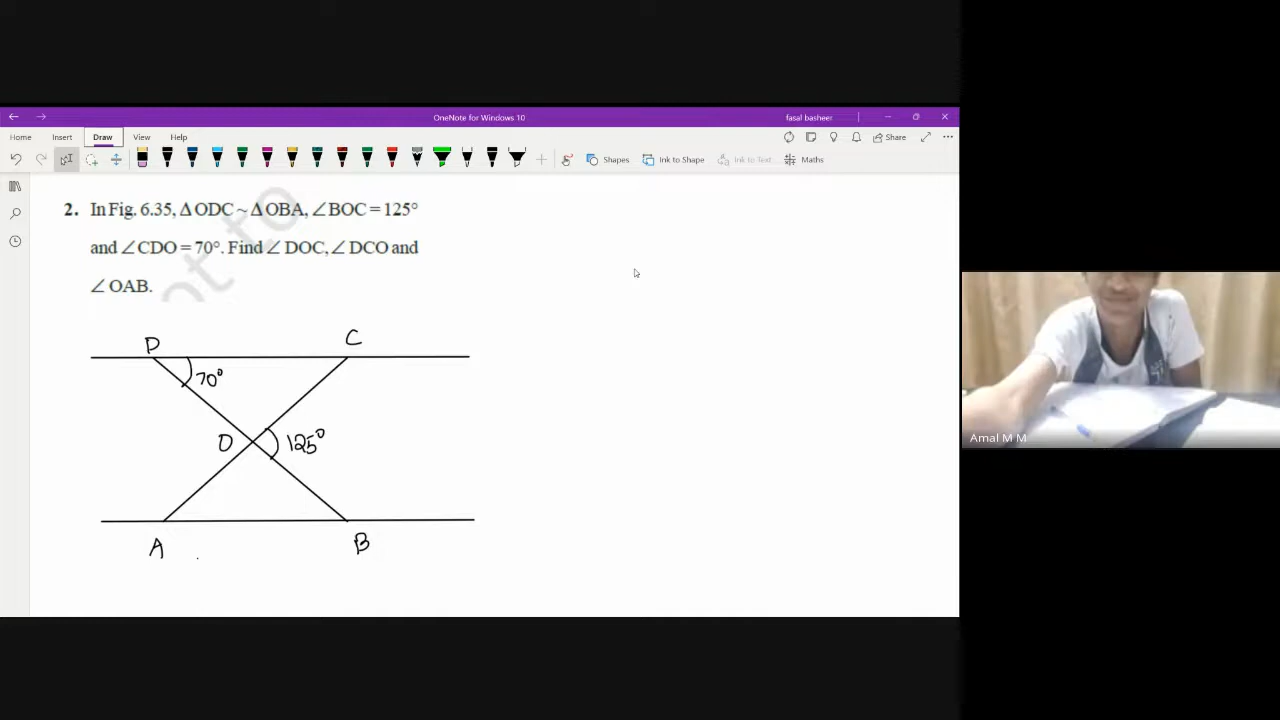 OneNote for Windows 10
fasal basheer
Home Insert Draw View Help
Share
Shapes Ink to Shape Ink to Text Maths
2. In Fig. 6.35, Δ ODC ~ Δ OBA, ∠ BOC = 125°
and ∠ CDO = 70°. Find ∠ DOC, ∠ DCO and
∠ OAB.
not to
D C
70°
O 125°
A B
Amal M M